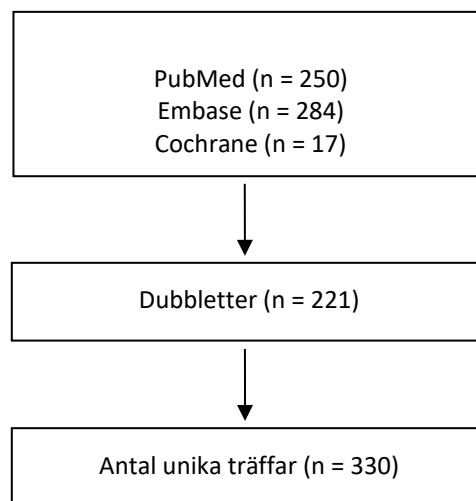 PubMed (n = 250)
Embase (n = 284)
Cochrane (n = 17)
Dubbletter (n = 221)
Antal unika träffar (n = 330)